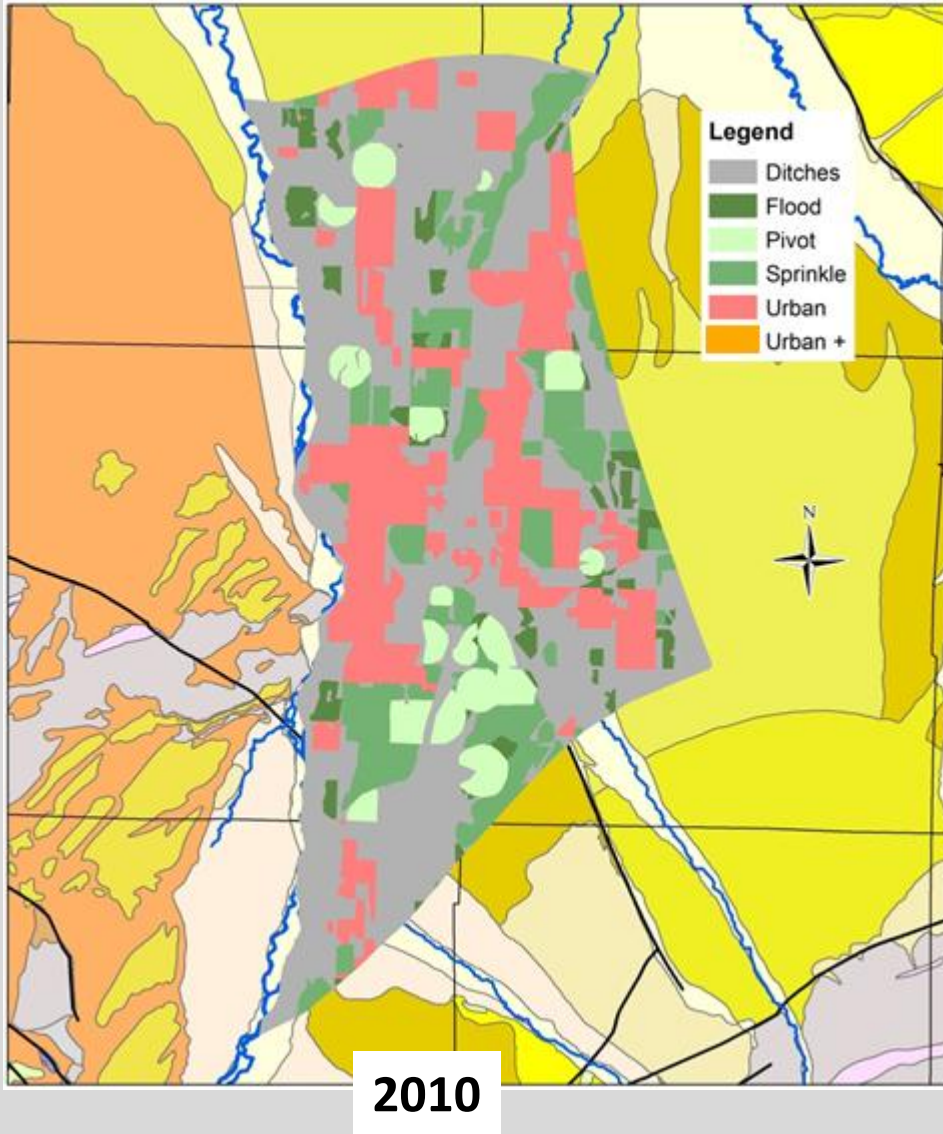 Legend
Ditches
Flood
Pivot
Sprinkle
Urban
Urban +
N
2010